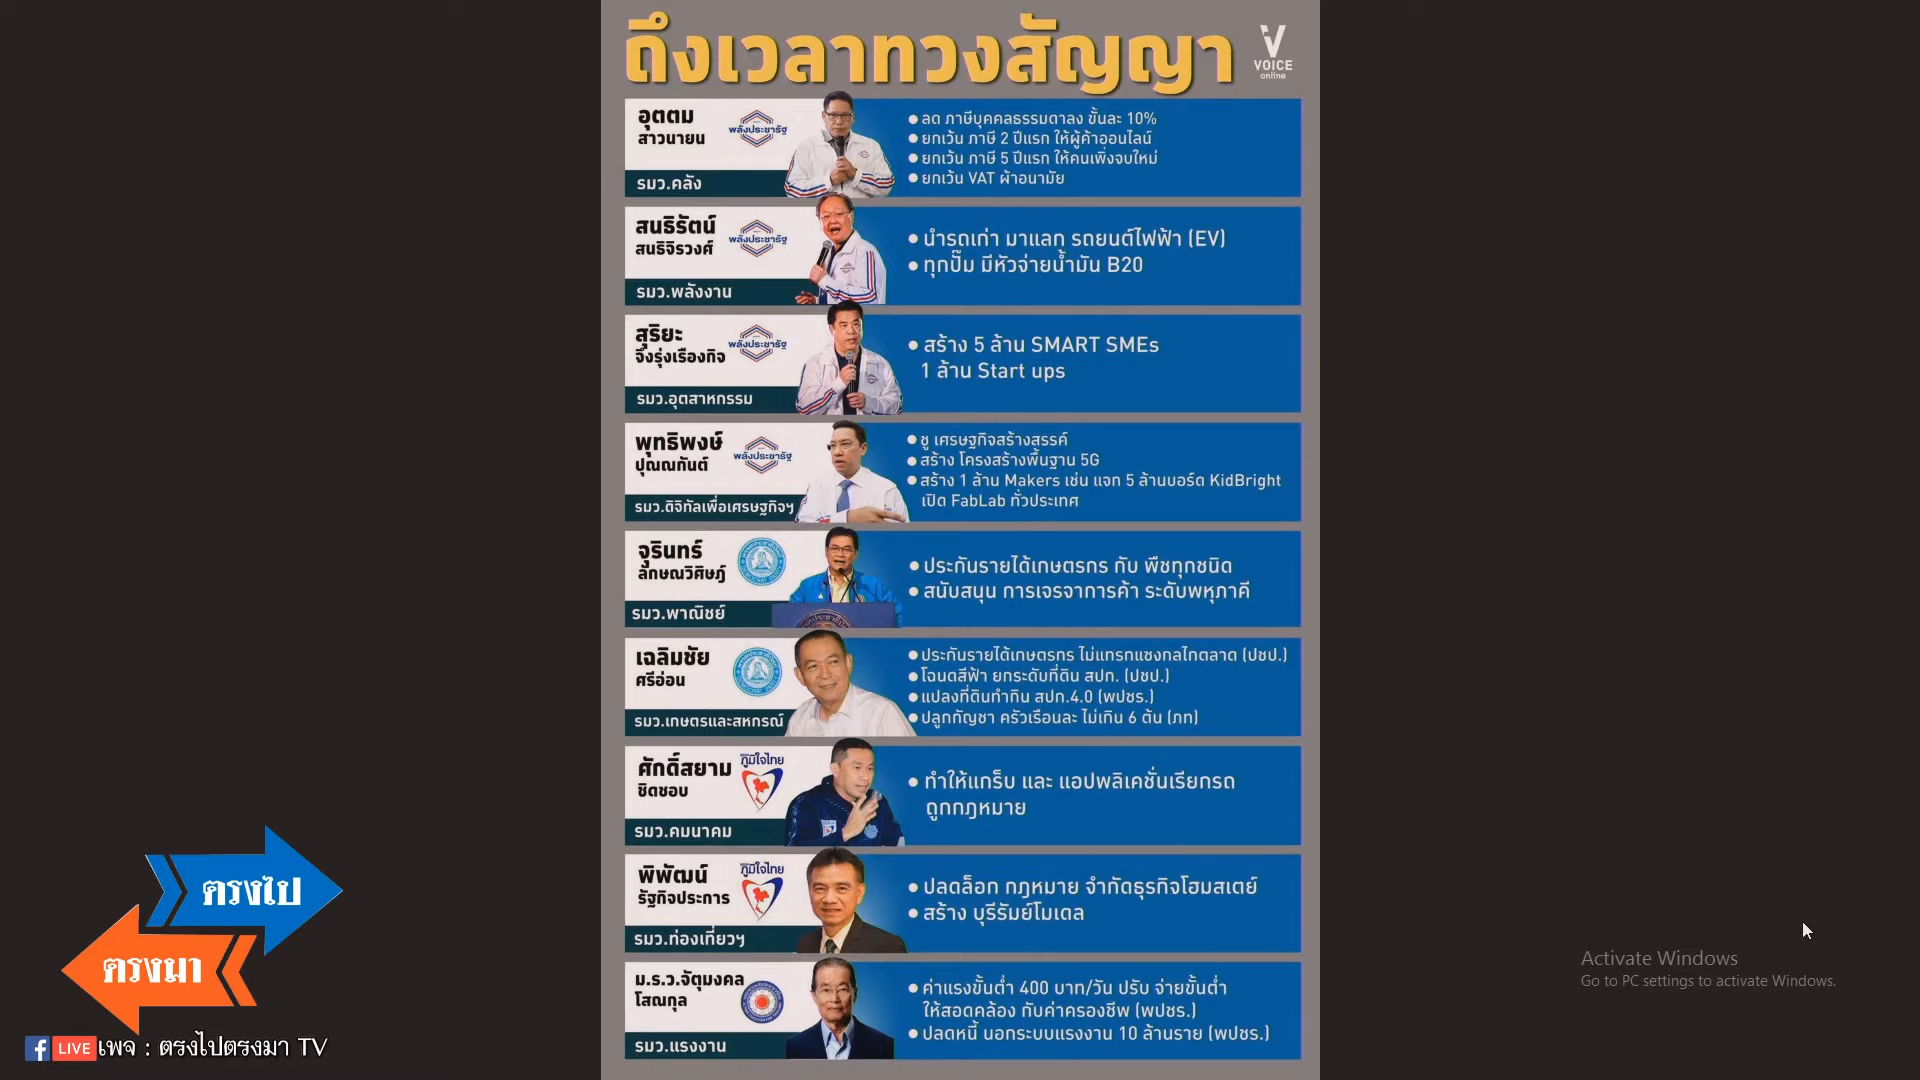 ถึงเวลาทวงสัญญา
VOICE
online
อุตตม
สาวนายน
พลังประชารัฐ
รมว.คลัง
ลด ภาษีบุคคลธรรมดาลง ขั้นละ 10%
ยกเว้น ภาษี 2 ปีแรก ให้ผู้ค้าออนไลน์
ยกเว้น ภาษี 5 ปีแรก ให้คนเพิ่งจบใหม่
ยกเว้น VAT ผ้าอนามัย
สนธิรัตน์
สนธิจิรวงศ์
พลังประชารัฐ
รมว.พลังงาน
นำรถเก่า มาแลก รถยนต์ไฟฟ้า (EV)
ทุกปั๊ม มีหัวจ่ายน้ำมัน B20
สุริยะ
จึงรุ่งเรืองกิจ
พลังประชารัฐ
รมว.อุตสาหกรรม
สร้าง 5 ล้าน SMART SMEs
1 ล้าน Start ups
พุทธิพงษ์
ปุณณกันต์
พลังประชารัฐ
รมว.ดิจิทัลเพื่อเศรษฐกิจฯ
ชู เศรษฐกิจสร้างสรรค์
สร้าง โครงสร้างพื้นฐาน 5G
สร้าง 1 ล้าน Makers เช่น แจก 5 ล้านบอร์ด KidBright
เปิด FabLab ทั่วประเทศ
จุรินทร์
ลักษณวิศิษฏ์
รมว.พาณิชย์
ประกันรายได้เกษตรกร กับ พืชทุกชนิด
สนับสนุน การเจรจาการค้า ระดับพหุภาคี
เฉลิมชัย
ศรีอ่อน
รมว.เกษตรและสหกรณ์
ประกันรายได้เกษตรกร ไม่แทรกแซงกลไกตลาด (ปชป.)
โฉนดสีฟ้า ยกระดับที่ดิน สปก. (ปชป.)
แปลงที่ดินทำกิน สปก.4.0 (พปชร.)
ปลูกกัญชา ครัวเรือนละ ไม่เกิน 6 ต้น (ภท)
ศักดิ์สยาม
ชิดชอบ
ภูมิใจไทย
รมว.คมนาคม
ทำให้แกร็บ และ แอปพลิเคชั่นเรียกรถ
ถูกกฎหมาย
พิพัฒน์
รัฐกิจประการ
ภูมิใจไทย
รมว.ท่องเที่ยวฯ
ปลดล็อก กฎหมาย จำกัดธุรกิจโฮมสเตย์
สร้าง บุรีรัมย์โมเดล
ม.ร.ว.จัตุมงคล
โสณกุล
รมว.แรงงาน
ค่าแรงขั้นต่ำ 400 บาท/วัน ปรับ จ่ายขั้นต่ำ
ให้สอดคล้อง กับค่าครองชีพ (พปชร.)
ปลดหนี้ นอกระบบแรงงาน 10 ล้านราย (พปชร.)
ตรงไป
ตรงมา
f LIVE เพจ : ตรงไปตรงมา TV
Activate Windows
Go to PC settings to activate Windows.